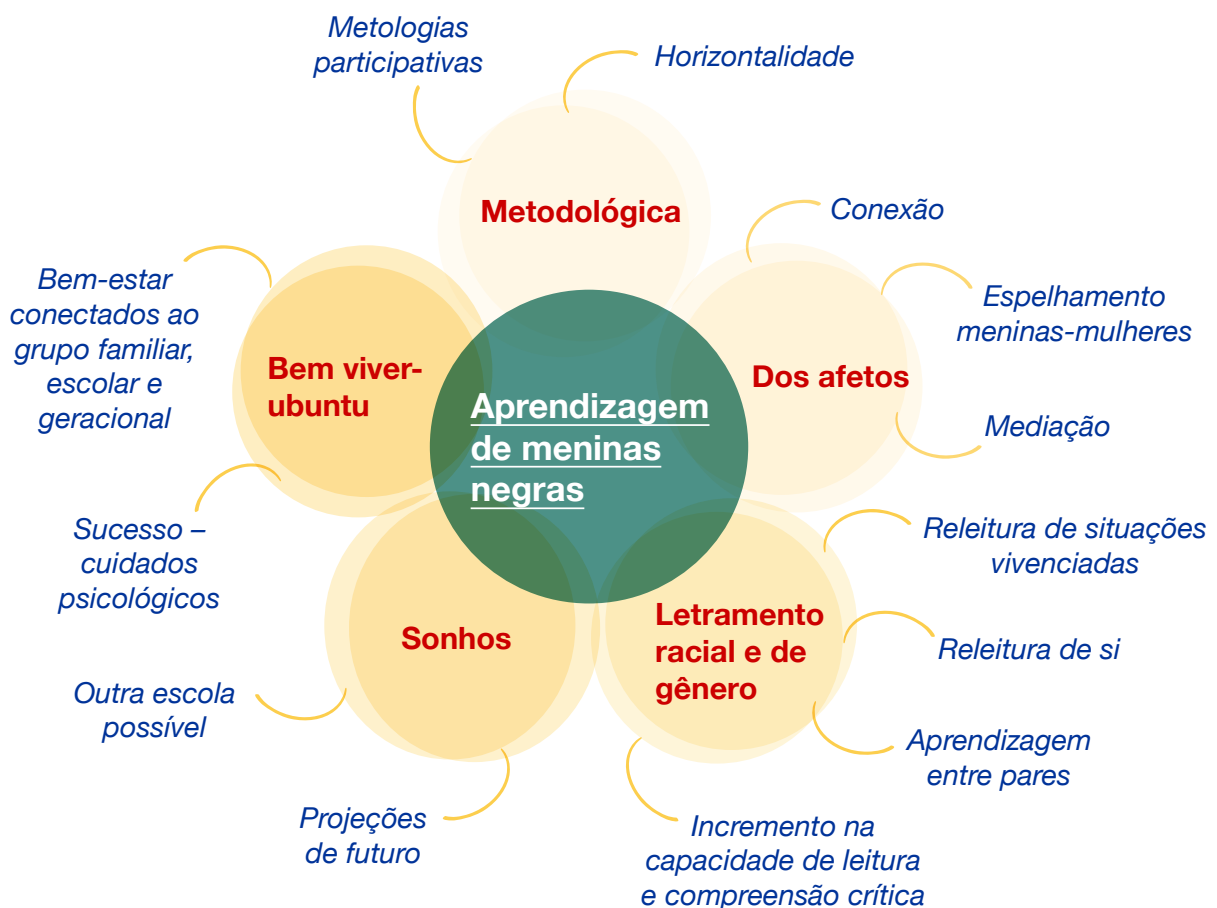 Metologias
participativas
Horizontalidade
Metodológica
Conexão
Espelhamento
meninas-mulheres
Dos afetos
Mediação
Bem-estar
conectados ao
grupo familiar,
escolar e
geracional
Bem viver-
ubuntu
Sucesso –
cuidados
psicológicos
Aprendizagem
de meninas
negras
Releitura de situações
vivenciadas
Letramento
racial e de
gênero
Releitura de si
Aprendizagem
entre pares
Incremento na
capacidade de leitura
e compreensão crítica
Sonhos
Outra escola
possível
Projeções
de futuro